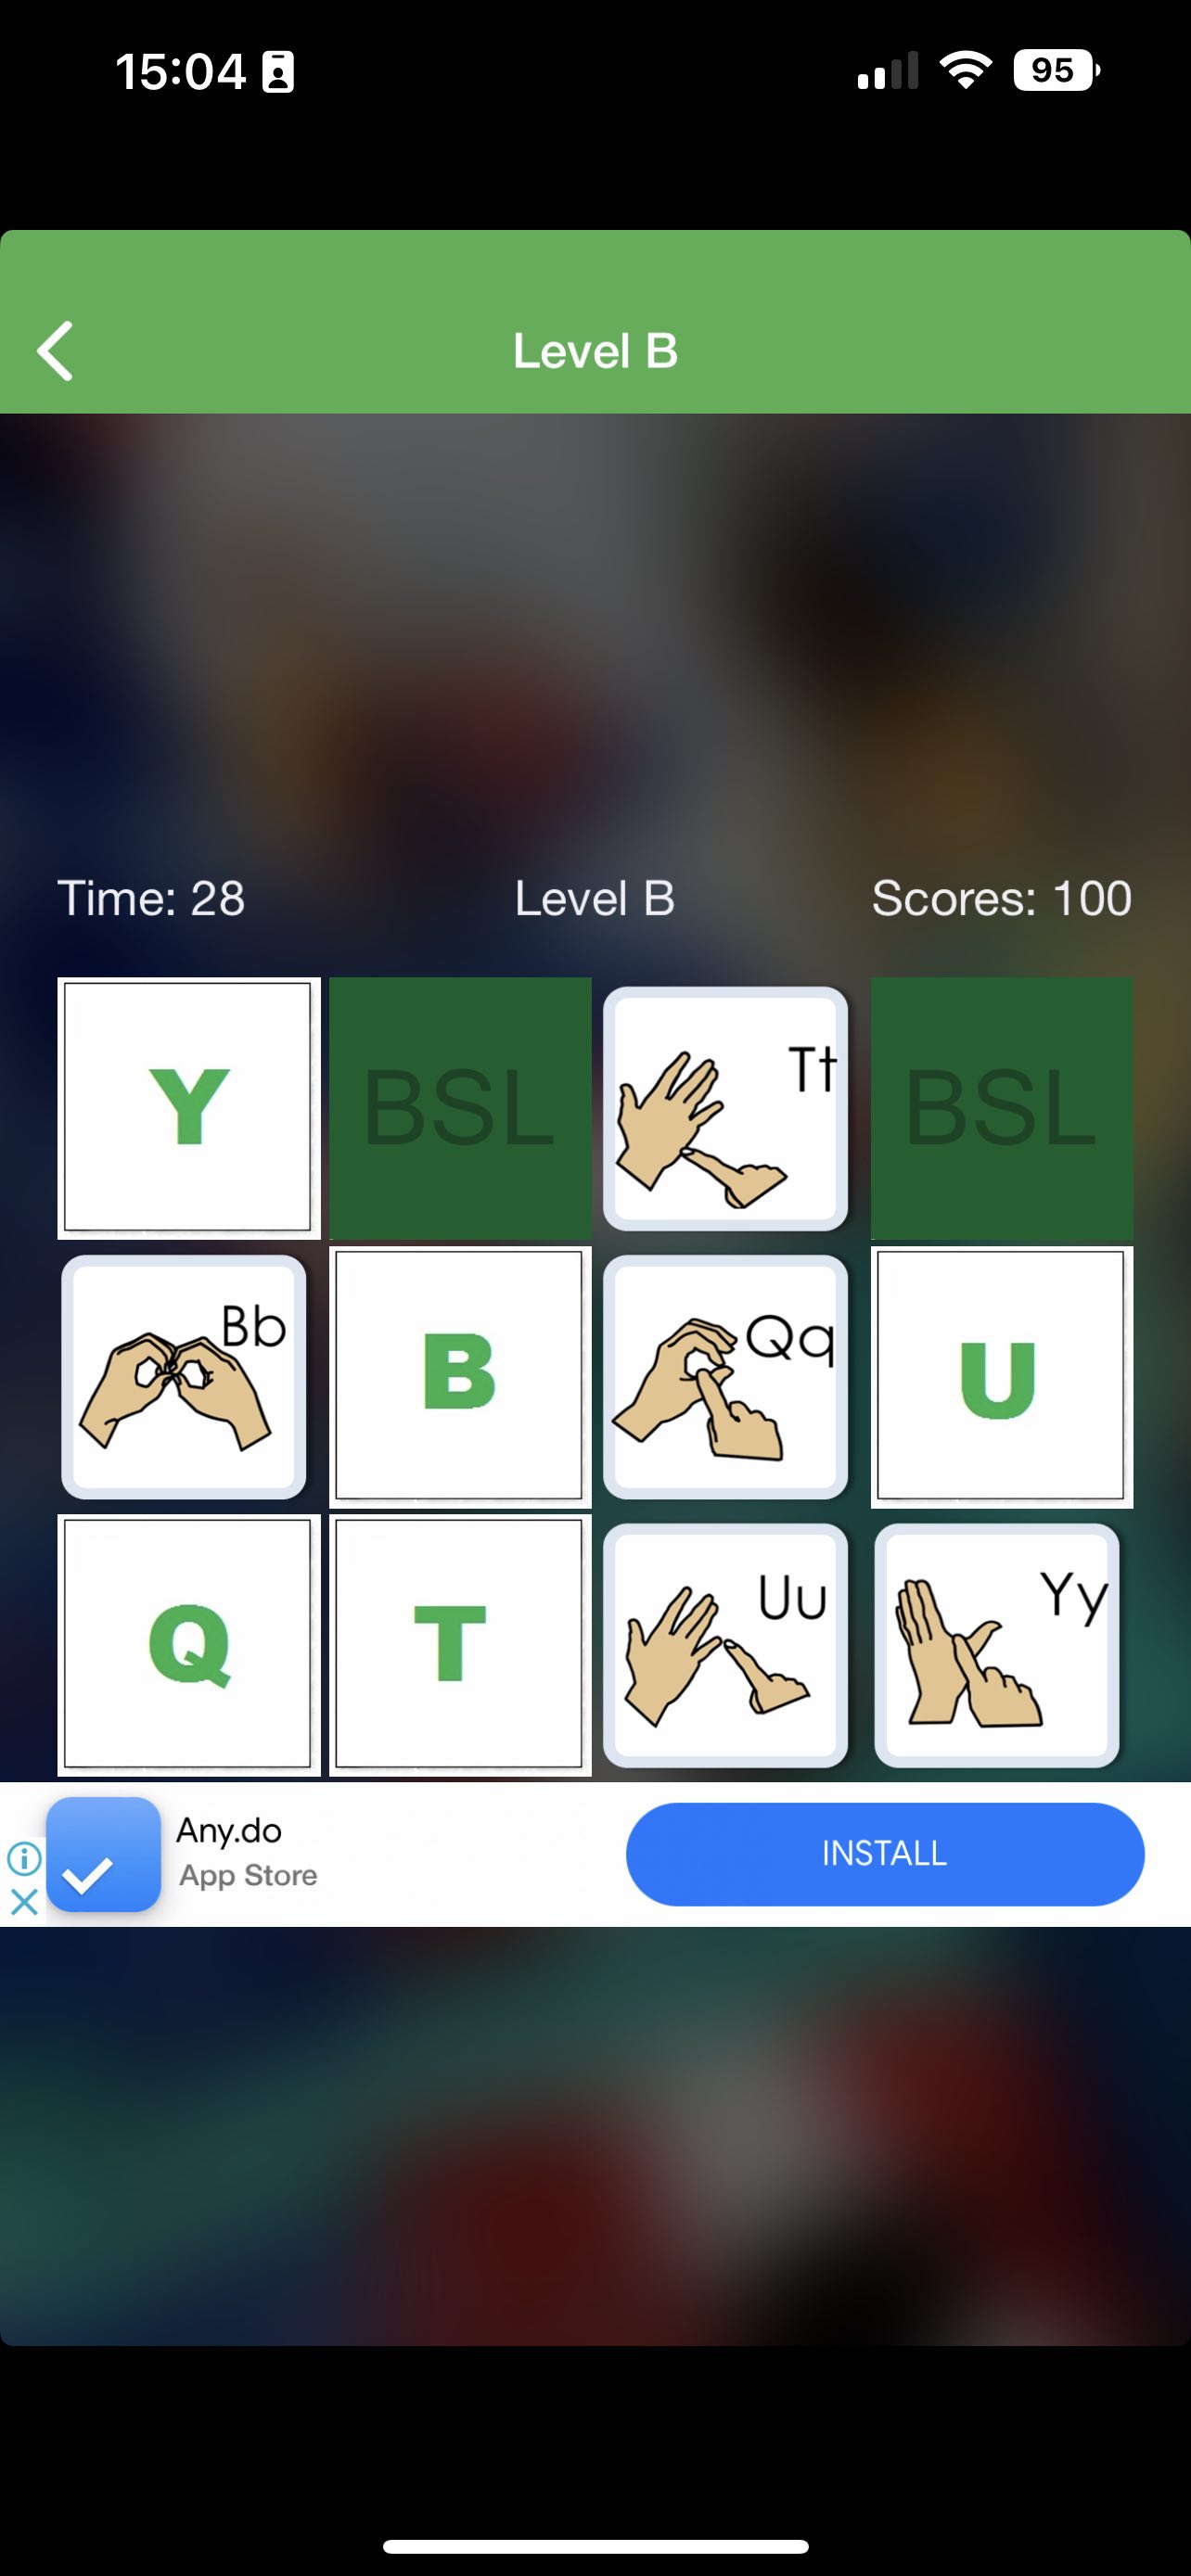 15:04
95
Level B
Time: 28 Level B Scores: 100
Y BSL Tt BSL
Bb B Qq U
Q T Uu Yy
Any.do
App Store
INSTALL